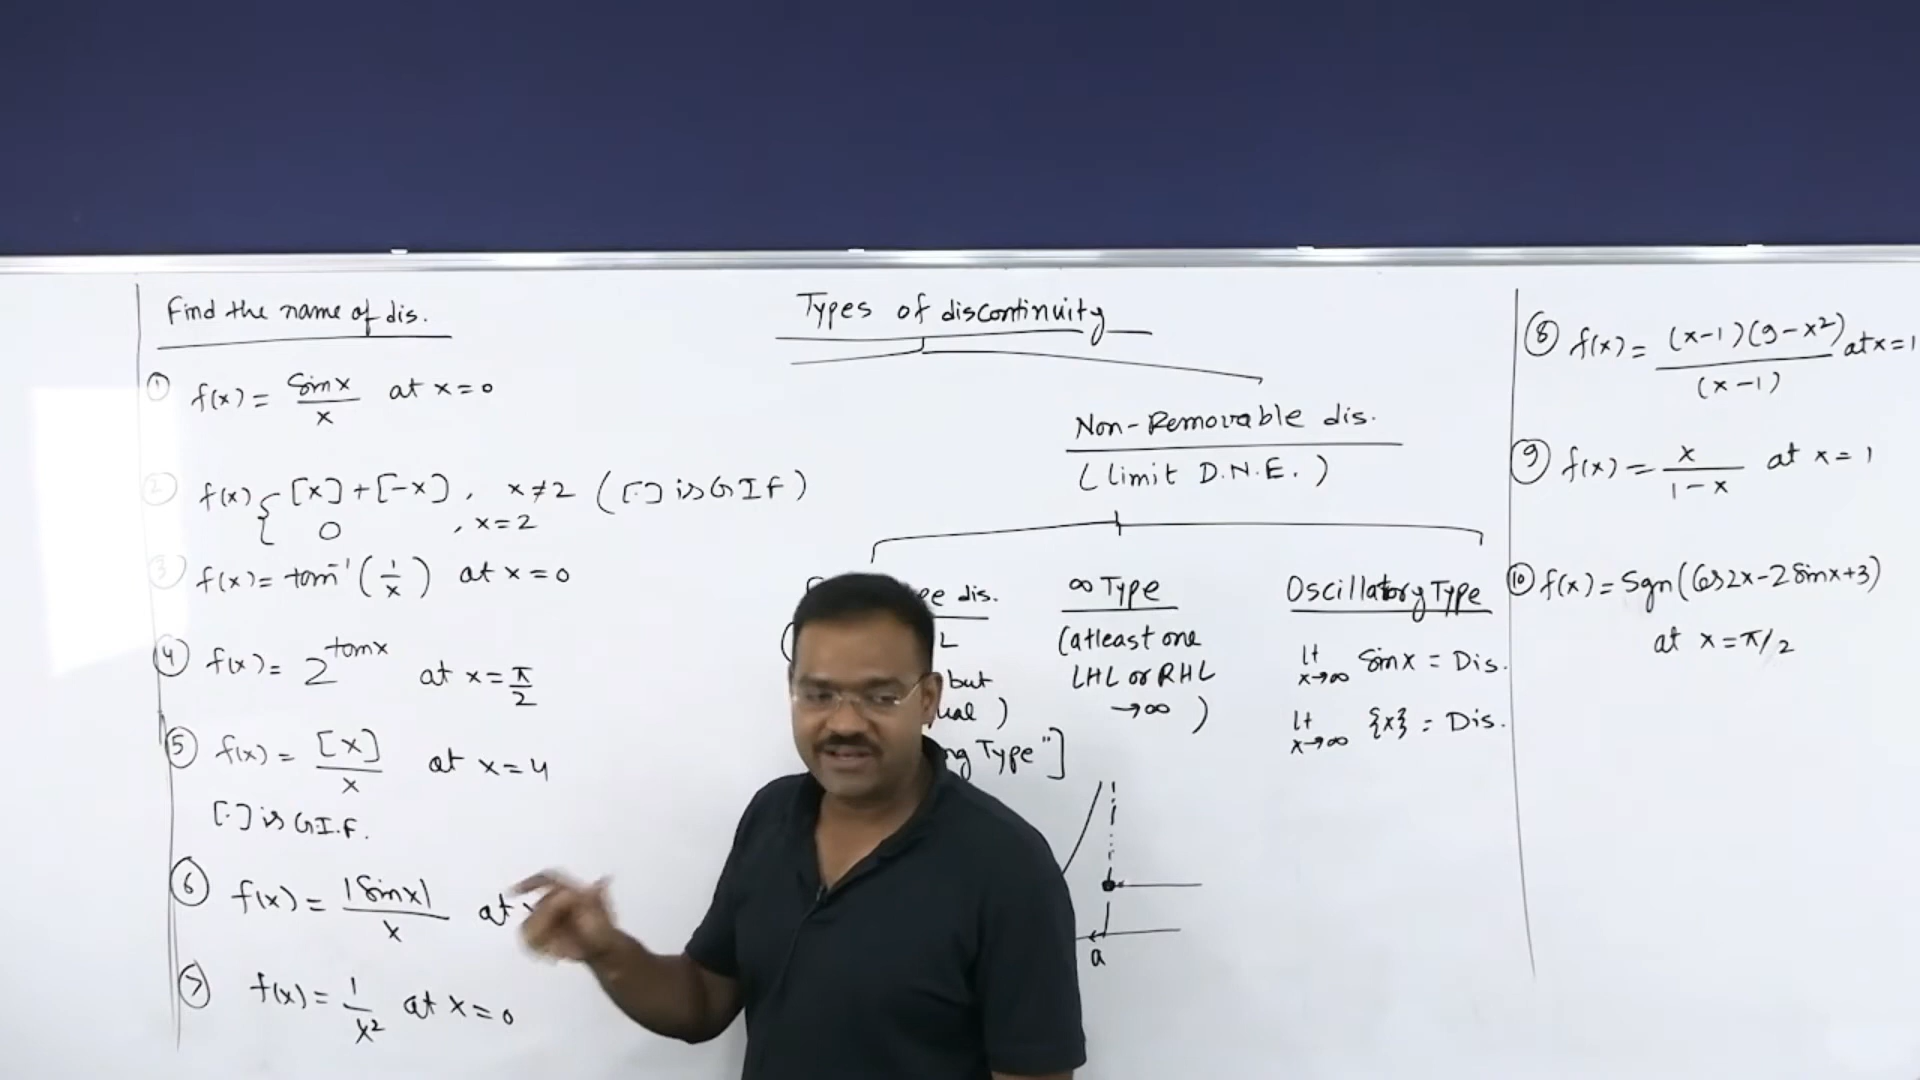 Find the name of dis.
① f(x) = Sinx / x at x=0
② f(x) { [x]+[-x], x≠2 ([.] is GIF)
0 , x=2
③ f(x) = tan⁻¹(1/x) at x=0
④ f(x) = 2^tanx at x=π/2
⑤ f(x) = [x] / x at x=4
[.] is G.I.F.
⑥ f(x) = |Sinx| / x at
⑦ f(x) = 1 / x² at x=0
Types of discontinuity
Non-Removable dis.
(limit D.N.E.)
dis.
but
Type"]
∞ Type
(atleast one
LHL or RHL
→∞ )
a
Oscillatory Type
lt x→∞ Sinx = Dis.
lt x→∞ {x} = Dis.
⑧ f(x) = (x-1)(9-x²) / (x-1) at x=1
⑨ f(x) = x / 1-x at x=1
⑩ f(x) = Sgn(Cos2x-2Sinx+3)
at x=π/2